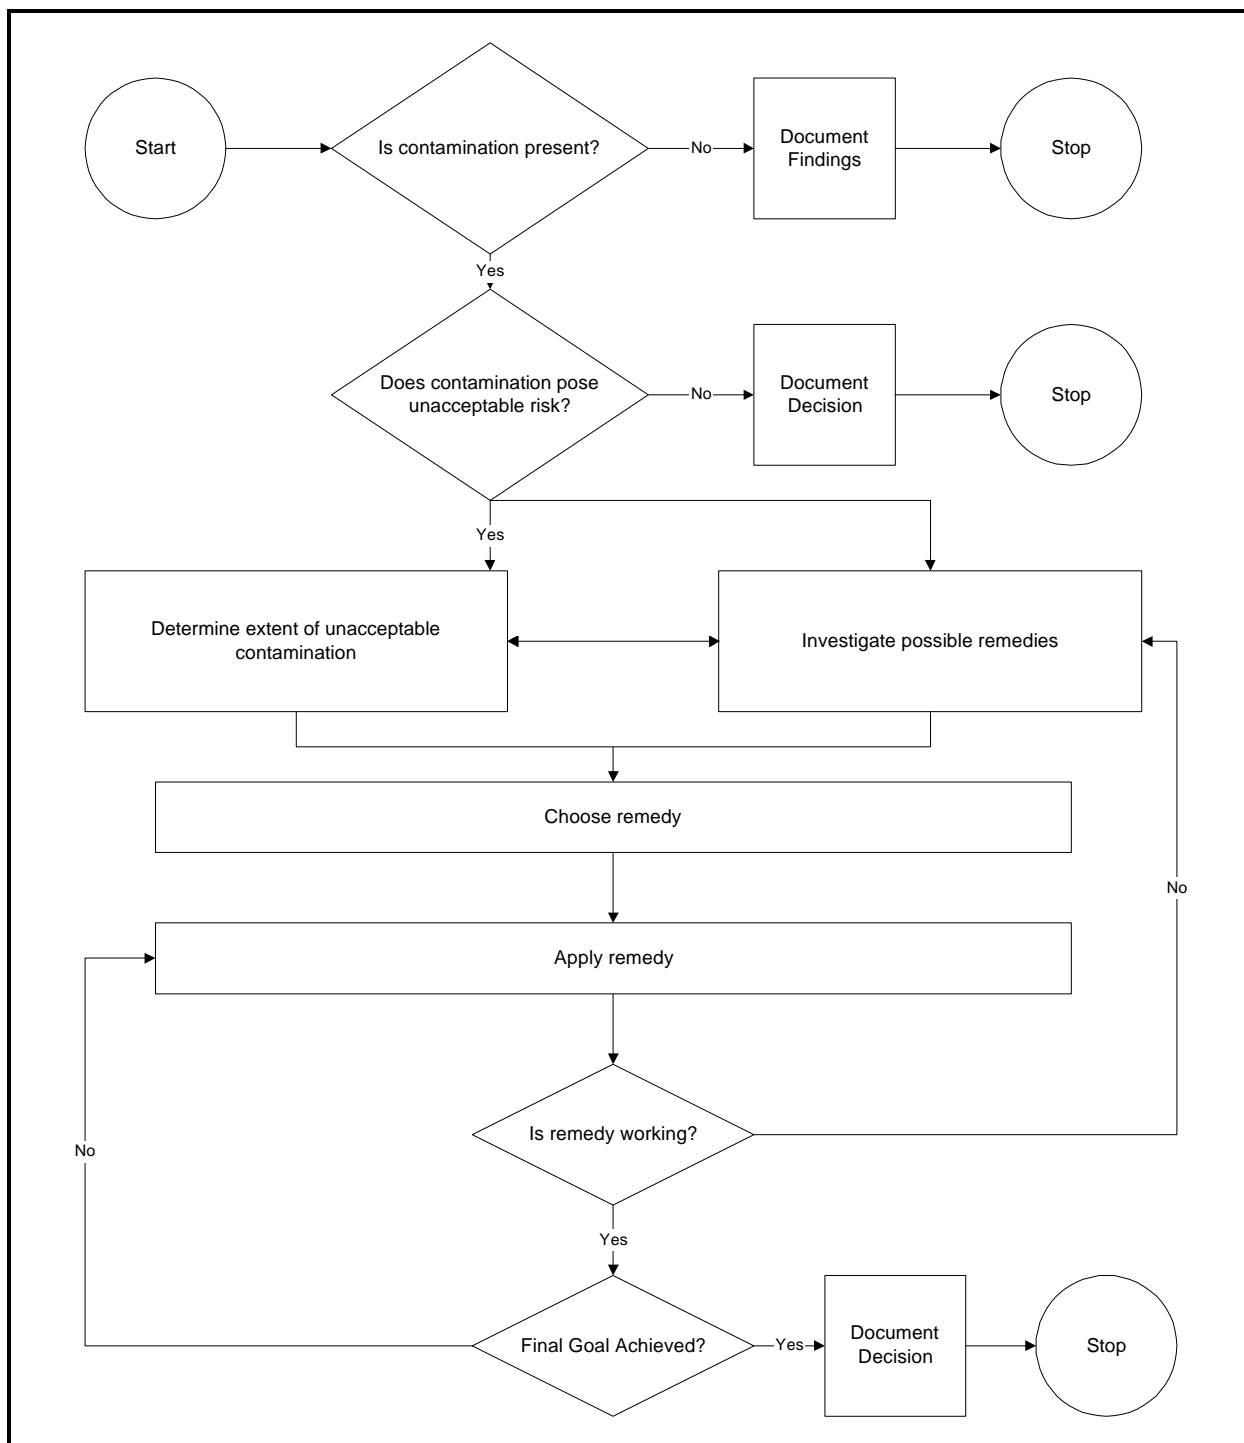 Start
Is contamination present?
No
Document
Findings
Stop
Yes
Does contamination pose
unacceptable risk?
No
Document
Decision
Stop
Yes
Determine extent of unacceptable
contamination
Investigate possible remedies
Choose remedy
No
Apply remedy
Is remedy working?
No
Yes
Final Goal Achieved?
Yes
Document
Decision
Stop